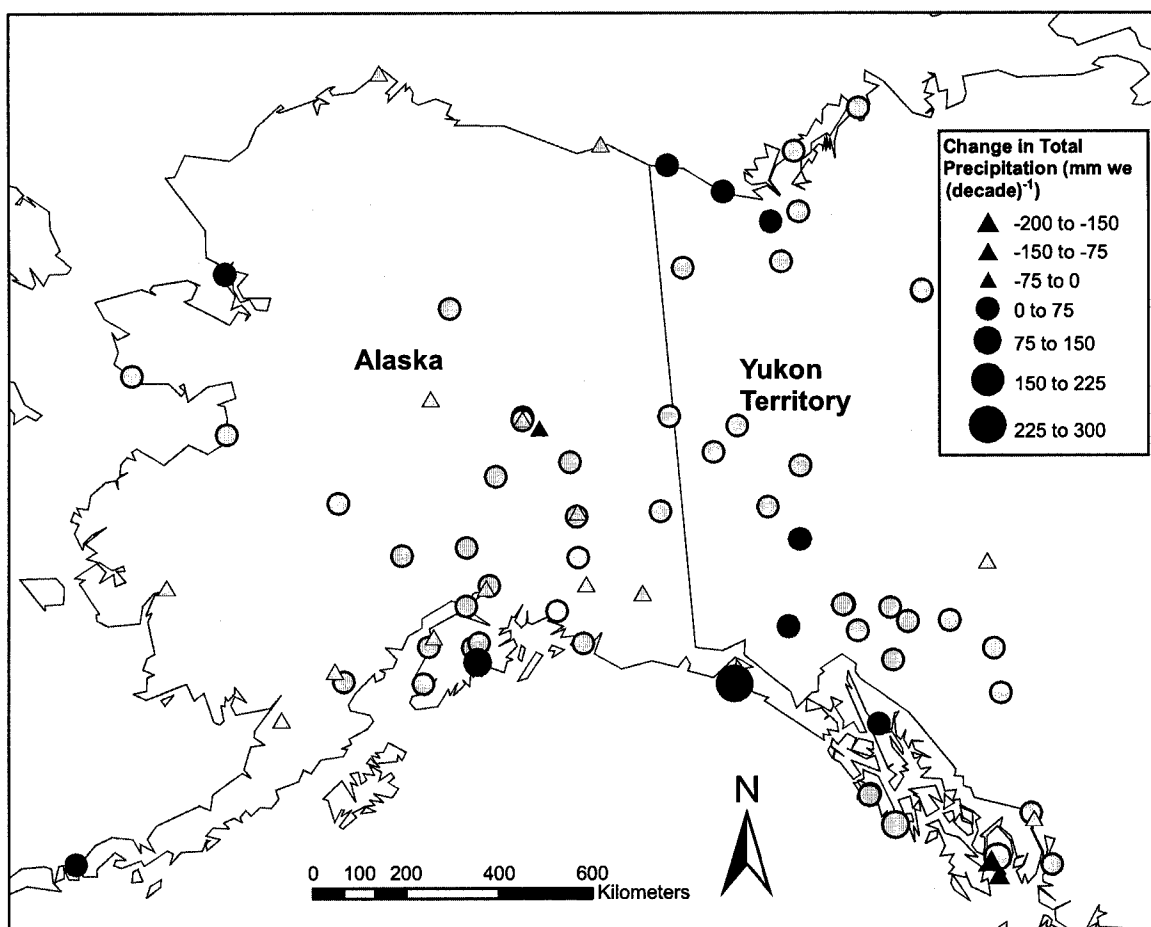 Change in Total
Precipitation (mm we
(decade)⁻¹)
-200 to -150
-150 to -75
-75 to 0
0 to 75
75 to 150
150 to 225
225 to 300
Alaska
Yukon
Territory
N
0 100 200 400 600
Kilometers